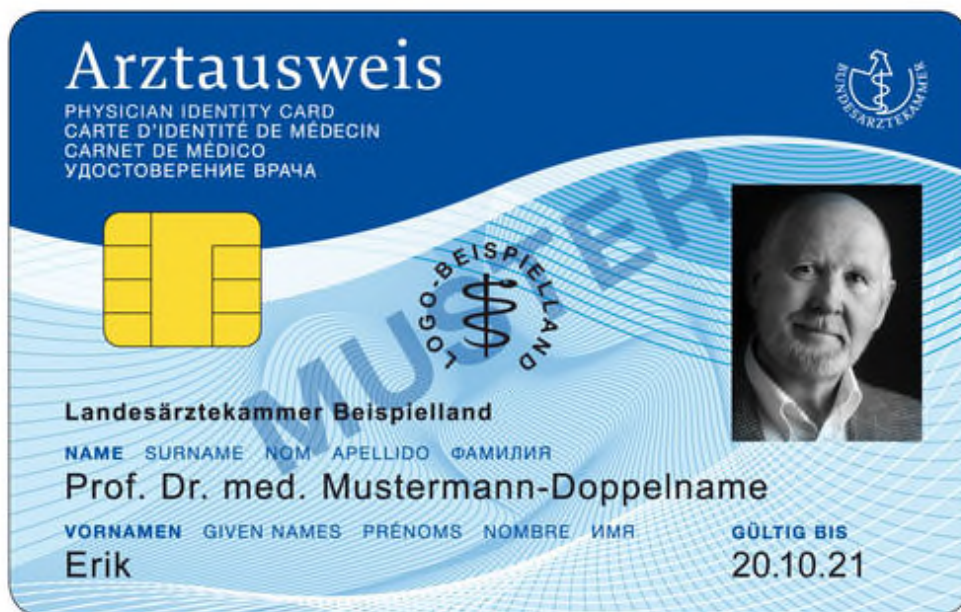 Arztausweis
PHYSICIAN IDENTITY CARD
CARTE D'IDENTITÉ DE MÉDECIN
CARNET DE MÉDICO
УДОСТОВЕРЕНИЕ ВРАЧА
BUNDESÄRZTEKAMMER
MUSTER
LOGO-BEISPIELLAND
Landesärztekammer Beispielland
NAME SURNAME NOM APELLIDO ФАМИЛИЯ
Prof. Dr. med. Mustermann-Doppelname
VORNAMEN GIVEN NAMES PRÉNOMS NOMBRE ИМЯ
Erik
GÜLTIG BIS
20.10.21